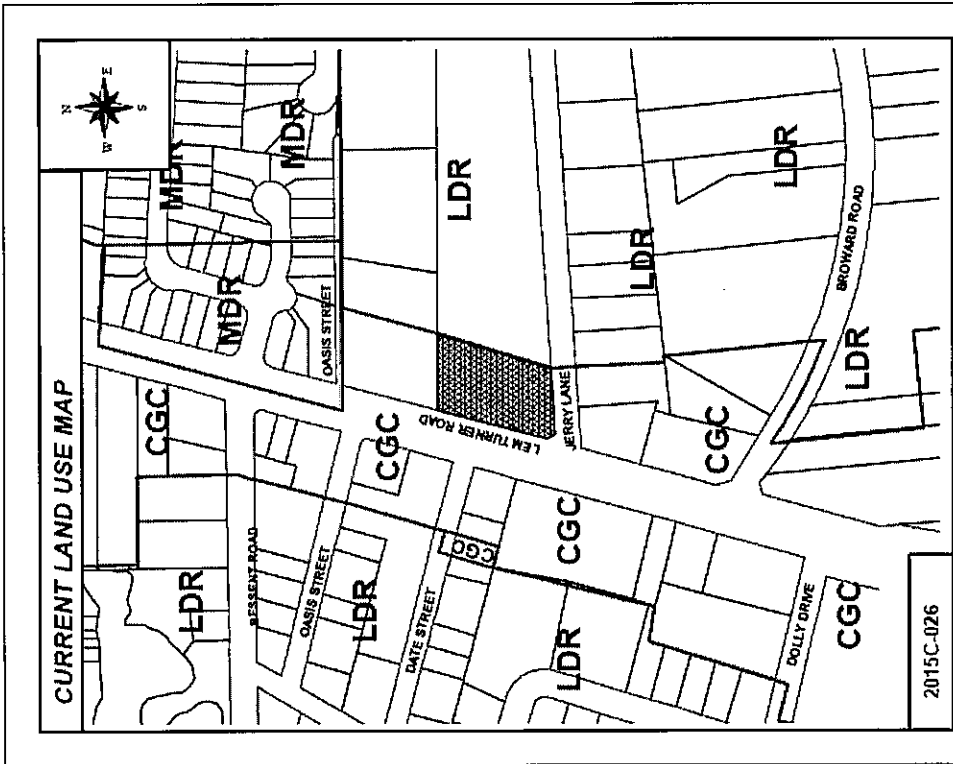 CURRENT LAND USE MAP
N
W E
S
MDR
MDR
MDR
CGC
LDR
BESSENT ROAD
OASIS STREET
OASIS STREET
CGC
LDR
LEM TURNER ROAD
LDR
DATE STREET
CGC
JERRY LANE
LDR
CGC
CGC
LDR
LDR
BROWARD ROAD
LDR
DOLLY DRIVE
CGC
2015C-026